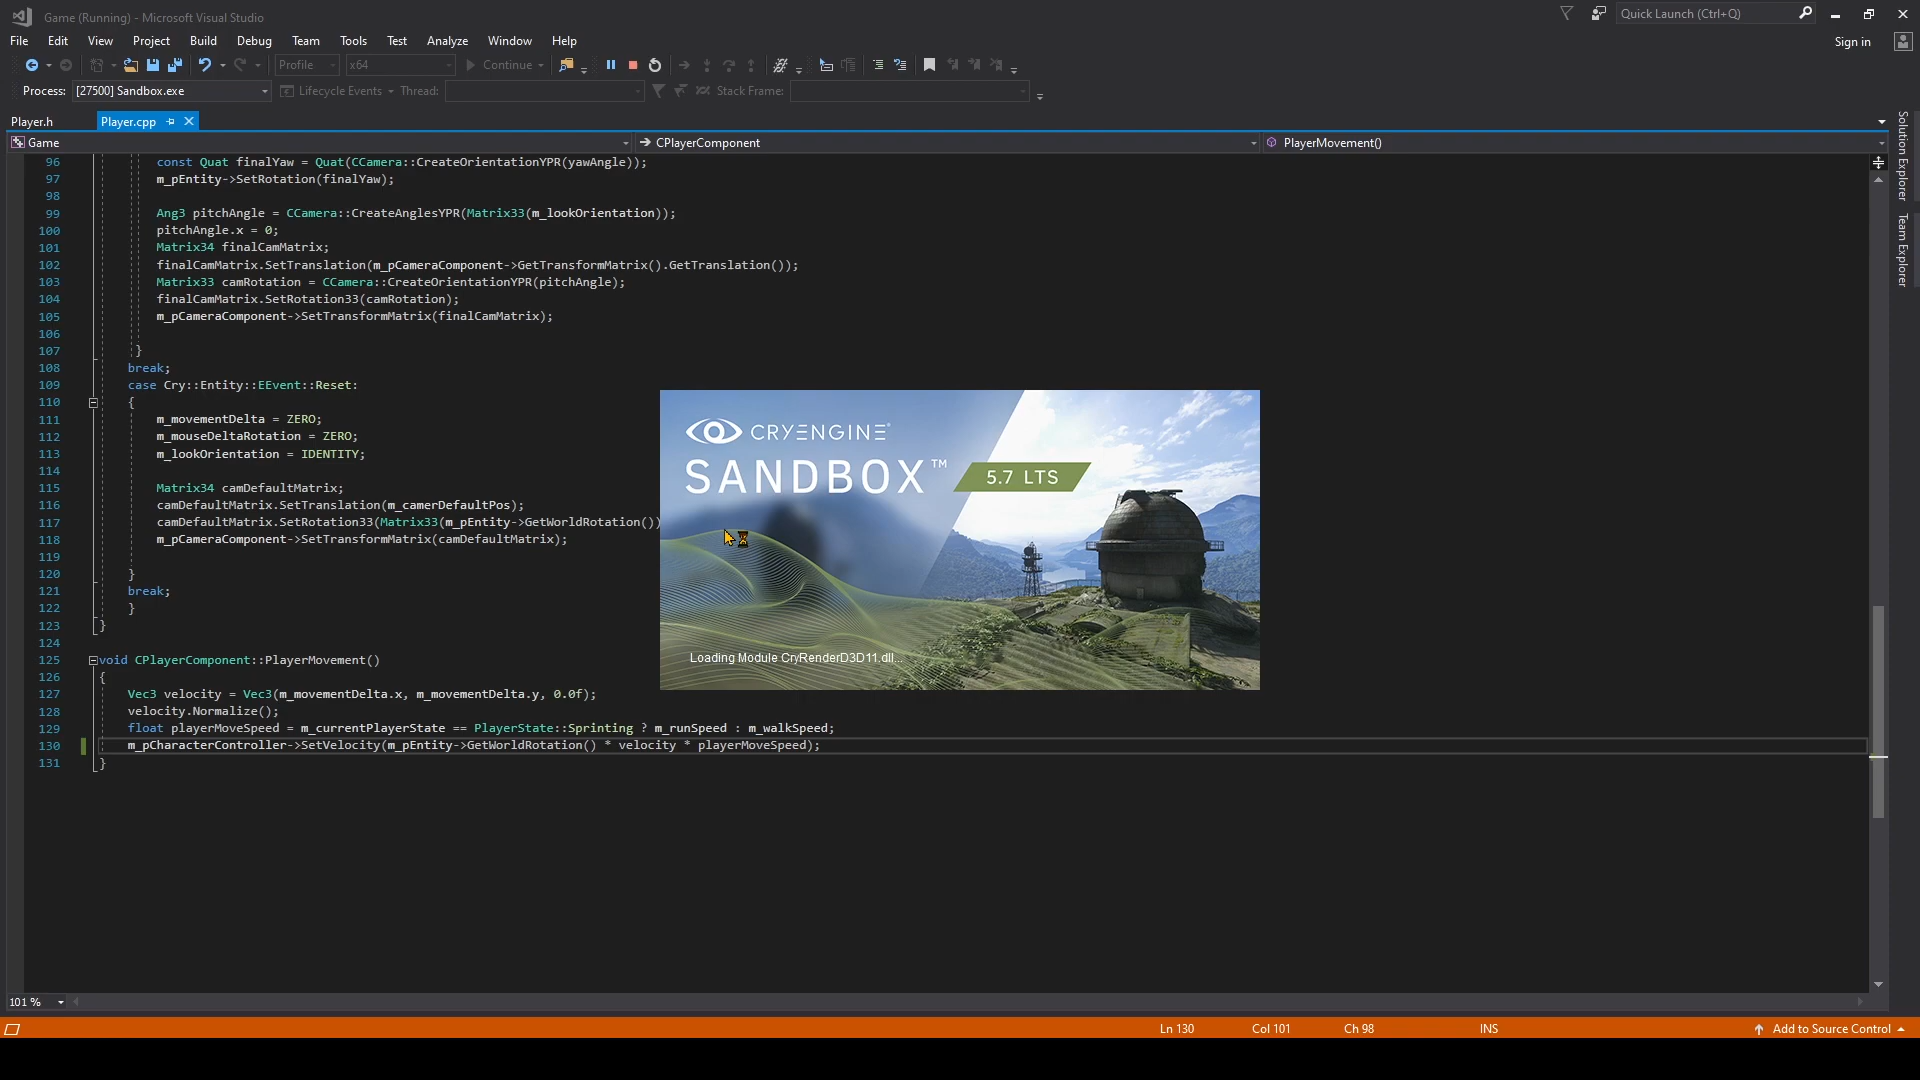 Game (Running) - Microsoft Visual Studio
Quick Launch (Ctrl+Q)
File Edit View Project Build Debug Team Tools Test Analyze Window Help
Sign in
Profile x64 Continue
Process: [27500] Sandbox.exe Lifecycle Events Thread: Stack Frame:
Player.h Player.cpp
Game CPlayerComponent PlayerMovement()
Solution Explorer
Team Explorer
96 const Quat finalYaw = Quat(CCamera::CreateOrientationYPR(yawAngle));
97 m_pEntity->SetRotation(finalYaw);
98
99 Ang3 pitchAngle = CCamera::CreateAnglesYPR(Matrix33(m_lookOrientation));
100 pitchAngle.x = 0;
101 Matrix34 finalCamMatrix;
102 finalCamMatrix.SetTranslation(m_pCameraComponent->GetTransformMatrix().GetTranslation());
103 Matrix33 camRotation = CCamera::CreateOrientationYPR(pitchAngle);
104 finalCamMatrix.SetRotation33(camRotation);
105 m_pCameraComponent->SetTransformMatrix(finalCamMatrix);
106
107 }
108 break;
109 case Cry::Entity::EEvent::Reset:
110 {
111 m_movementDelta = ZERO;
112 m_mouseDeltaRotation = ZERO;
113 m_lookOrientation = IDENTITY;
114
115 Matrix34 camDefaultMatrix;
116 camDefaultMatrix.SetTranslation(m_camerDefaultPos);
117 camDefaultMatrix.SetRotation33(Matrix33(m_pEntity->GetWorldRotation())
118 m_pCameraComponent->SetTransformMatrix(camDefaultMatrix);
119
120 }
121 break;
122 }
123 }
124
125 void CPlayerComponent::PlayerMovement()
126 {
127 Vec3 velocity = Vec3(m_movementDelta.x, m_movementDelta.y, 0.0f);
128 velocity.Normalize();
129 float playerMoveSpeed = m_currentPlayerState == PlayerState::Sprinting ? m_runSpeed : m_walkSpeed;
130 m_pCharacterController->SetVelocity(m_pEntity->GetWorldRotation() * velocity * playerMoveSpeed);
131 }
CRYENGINE®
SANDBOX™ 5.7 LTS
Loading Module CryRenderD3D11.dll...
101 %
Ln 130 Col 101 Ch 98 INS Add to Source Control